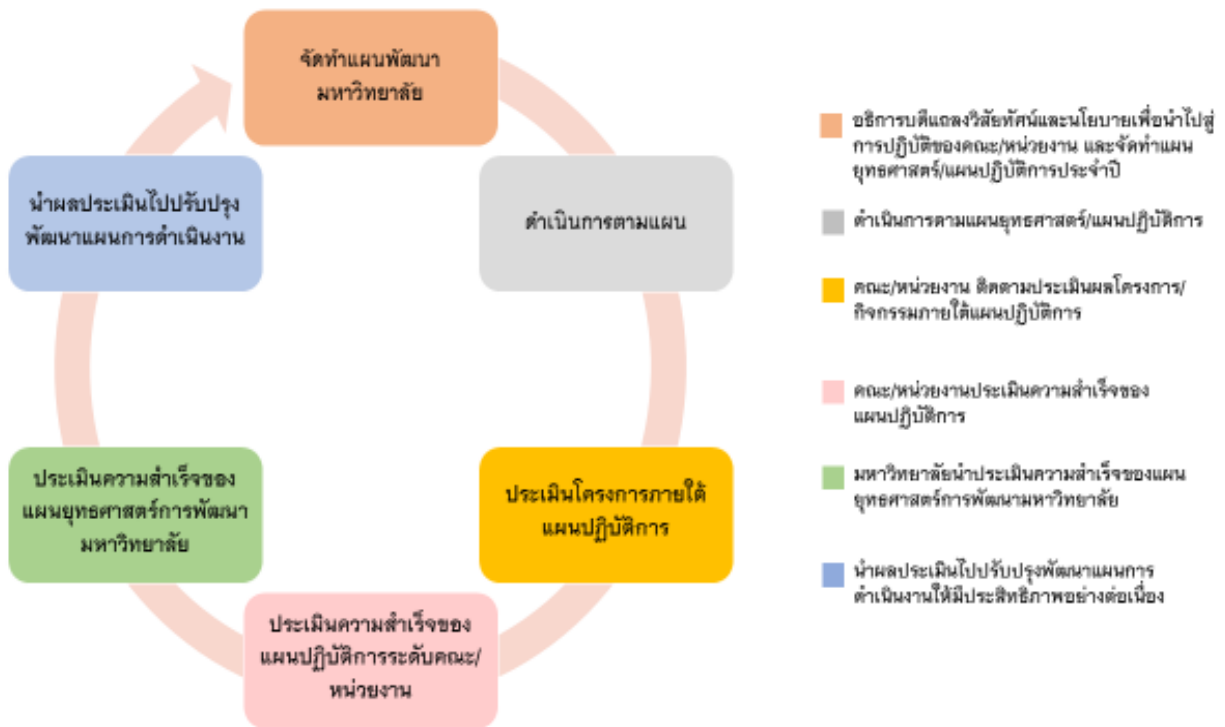 จัดทำแผนพัฒนา
มหาวิทยาลัย
ดำเนินการตามแผน
ประเมินโครงการภายใต้
แผนปฏิบัติการ
ประเมินความสำเร็จของ
แผนปฏิบัติการระดับคณะ/
หน่วยงาน
ประเมินความสำเร็จของ
แผนยุทธศาสตร์การพัฒนา
มหาวิทยาลัย
นำผลประเมินไปปรับปรุง
พัฒนาแผนการดำเนินงาน
อธิการบดีแถลงวิสัยทัศน์และนโยบายเพื่อนำไปสู่
การปฏิบัติของคณะ/หน่วยงาน และจัดทำแผน
ยุทธศาสตร์/แผนปฏิบัติการประจำปี
ดำเนินการตามแผนยุทธศาสตร์/แผนปฏิบัติการ
คณะ/หน่วยงาน ติดตามประเมินผลโครงการ/
กิจกรรมภายใต้แผนปฏิบัติการ
คณะ/หน่วยงานประเมินความสำเร็จของ
แผนปฏิบัติการ
มหาวิทยาลัยนำประเมินความสำเร็จของแผน
ยุทธศาสตร์การพัฒนามหาวิทยาลัย
นำผลประเมินไปปรับปรุงพัฒนาแผนการ
ดำเนินงานให้มีประสิทธิภาพอย่างต่อเนื่อง